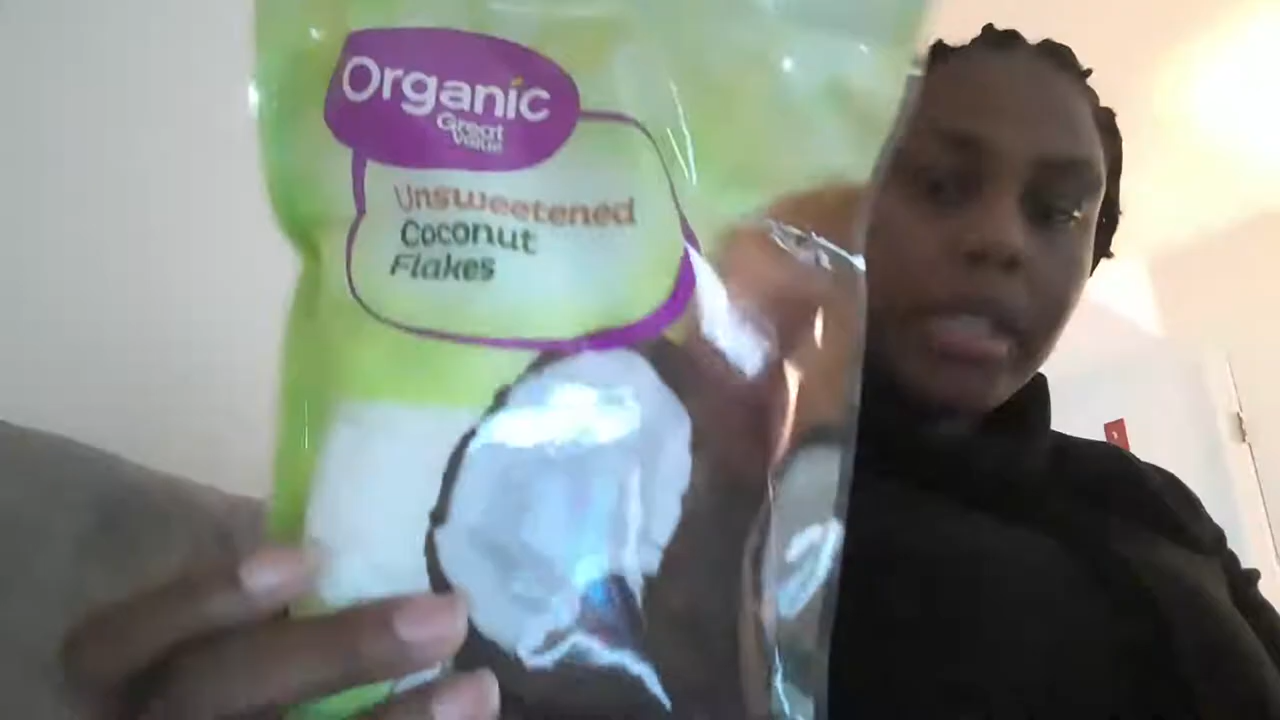 Organic
Great
Value
Unsweetened
Coconut
Flakes